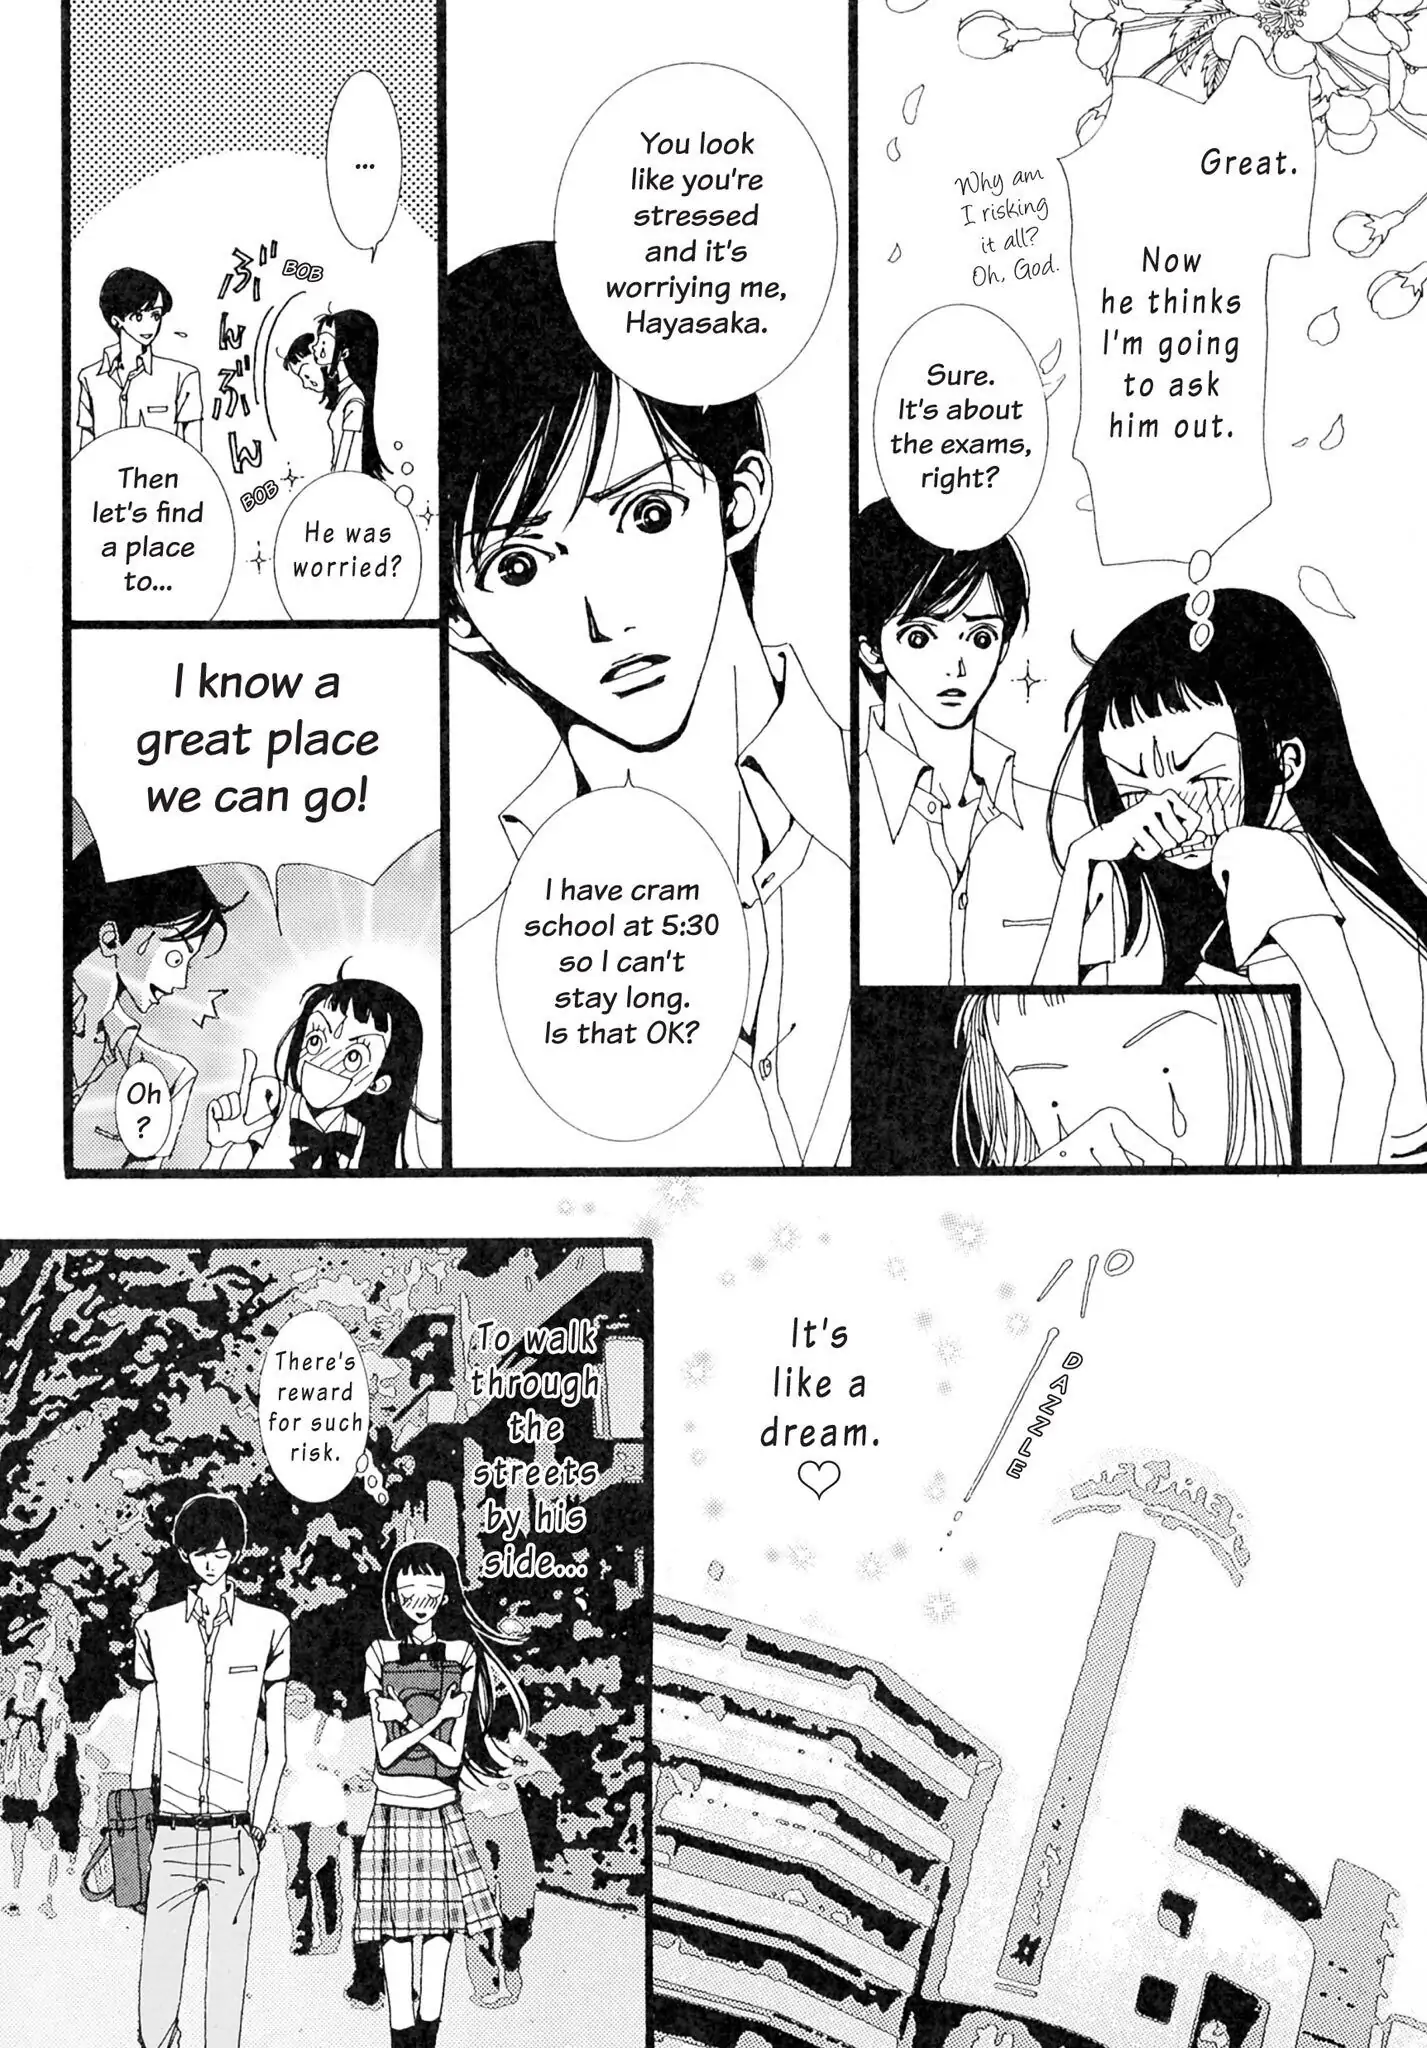 Great.
Now
he thinks
I'm going
to ask
him out.
Why am
I risking
it all?
Oh, God.
Sure.
It's about
the exams,
right?
You look
like you're
stressed
and it's
worriying me,
Hayasaka.
I have cram
school at 5:30
so I can't
stay long.
Is that OK?
...
ぶんぶん
BOB
BOB
He was
worried?
Then
let's find
a place
to...
I know a
great place
we can go!
Oh
?
It's
like a
dream.
♡
DAZZLE
To walk
through
the
streets
by his
side...
There's
reward
for such
risk.